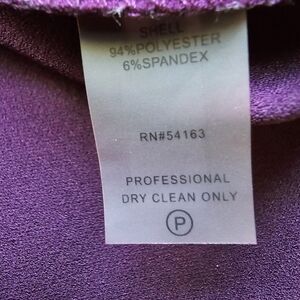 SHELL
94%POLYESTER
6%SPANDEX
RN#54163
PROFESSIONAL
DRY CLEAN ONLY
P